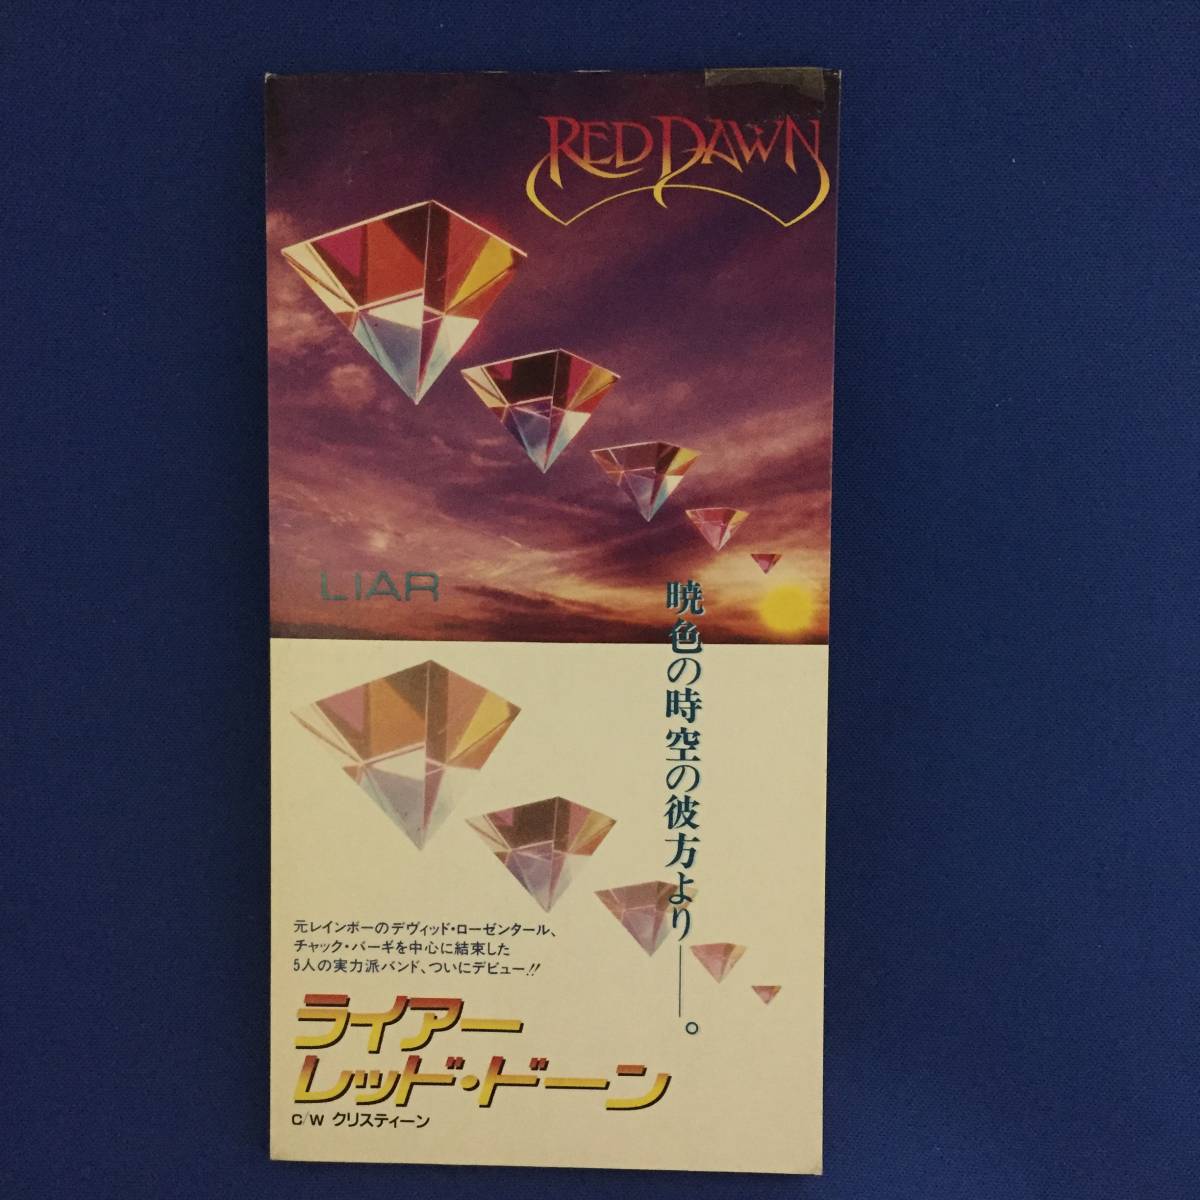 RED DAWN
LIAR
暁色の時空の彼方より——。
元レインボーのデヴィッド・ローゼンタール、
チャック・バーギを中心に結束した
5人の実力派バンド、ついにデビュー!!
ライアー
レッド・ドーン
C/W クリスティーン